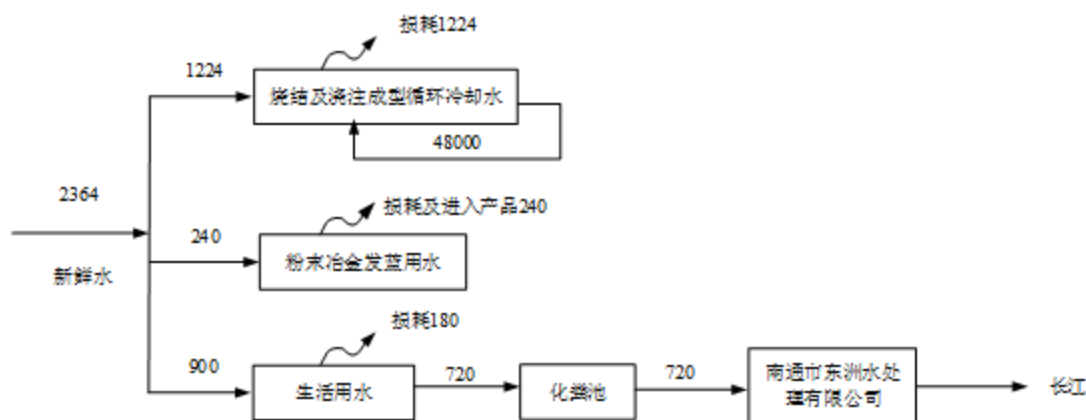 损耗1224
1224
烧结及浇注成型循环冷却水
48000
2364
新鲜水
损耗及进入产品240
240
粉末冶金发蓝用水
损耗180
900
生活用水
720
化粪池
720
南通市东洲水处
理有限公司
长江